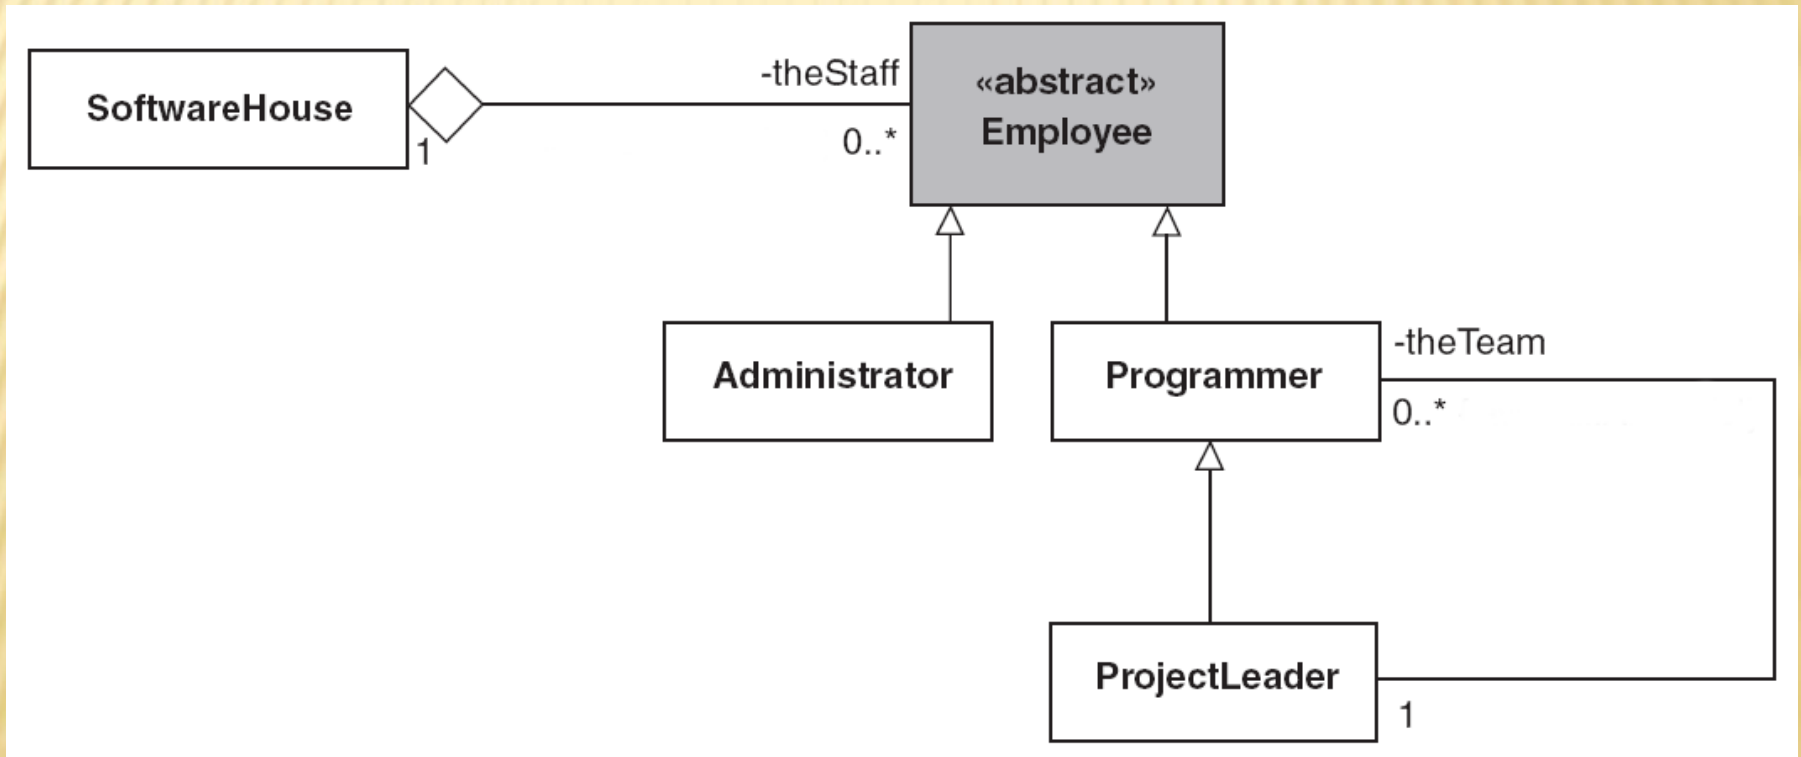 SoftwareHouse
1
-theStaff
0..*
«abstract»
Employee
Administrator
Programmer
-theTeam
0..*
ProjectLeader
1